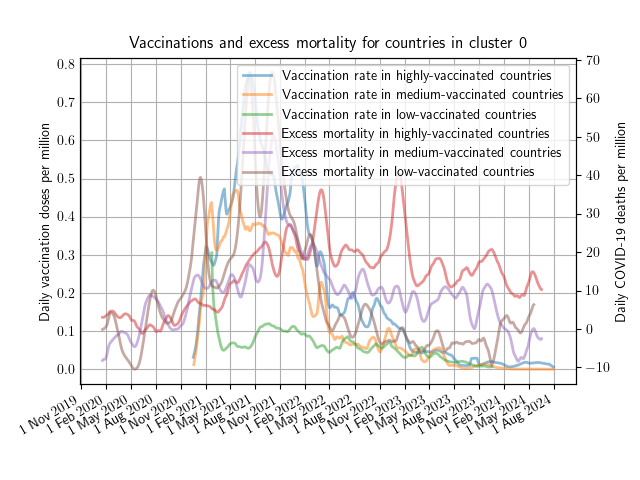 Vaccinations and excess mortality for countries in cluster 0
Vaccination rate in highly-vaccinated countries
Vaccination rate in medium-vaccinated countries
Vaccination rate in low-vaccinated countries
Excess mortality in highly-vaccinated countries
Excess mortality in medium-vaccinated countries
Excess mortality in low-vaccinated countries
Daily vaccination doses per million
0.8
0.7
0.6
0.5
0.4
0.3
0.2
0.1
0.0
Daily COVID-19 deaths per million
70
60
50
40
30
20
10
0
−10
1 Nov 2019
1 Feb 2020
1 May 2020
1 Aug 2020
1 Nov 2020
1 Feb 2021
1 May 2021
1 Aug 2021
1 Nov 2021
1 Feb 2022
1 May 2022
1 Aug 2022
1 Nov 2022
1 Feb 2023
1 May 2023
1 Aug 2023
1 Nov 2023
1 Feb 2024
1 May 2024
1 Aug 2024